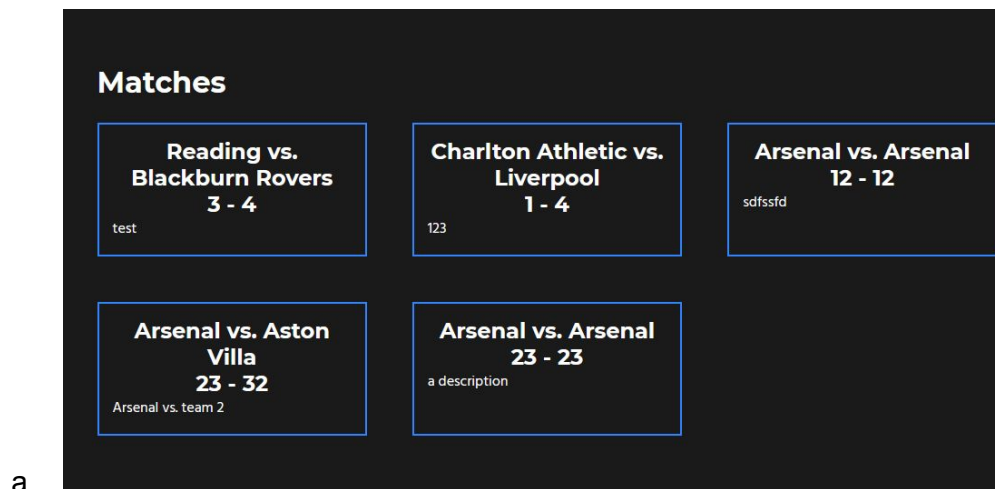 Matches
Reading vs.
Blackburn Rovers
3 - 4
test
Charlton Athletic vs.
Liverpool
1 - 4
123
Arsenal vs. Arsenal
12 - 12
sdfssfd
Arsenal vs. Aston
Villa
23 - 32
Arsenal vs. team 2
Arsenal vs. Arsenal
23 - 23
a description
a